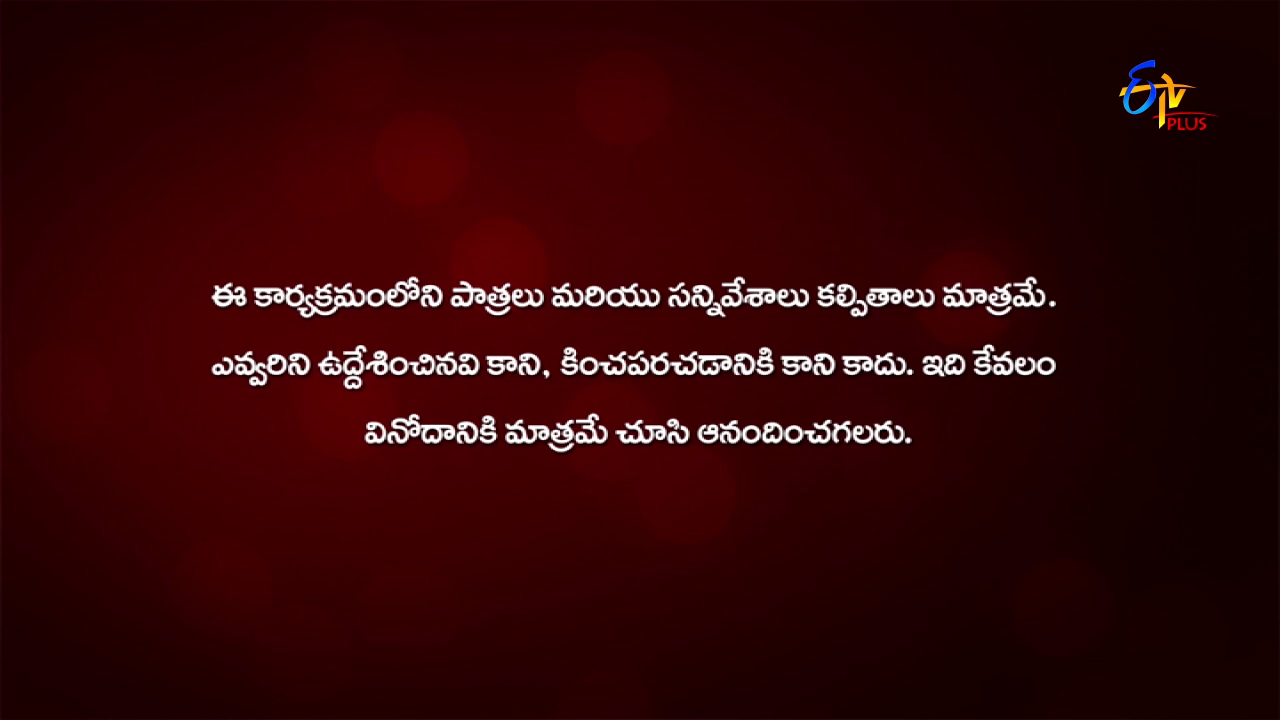 ETV
PLUS
ఈ కార్యక్రమంలోని పాత్రలు మరియు సన్నివేశాలు కల్పితాలు మాత్రమే.
ఎవ్వరిని ఉద్దేశించినవి కాని, కించపరచడానికి కాని కాదు. ఇది కేవలం
వినోదానికి మాత్రమే చూసి ఆనందించగలరు.